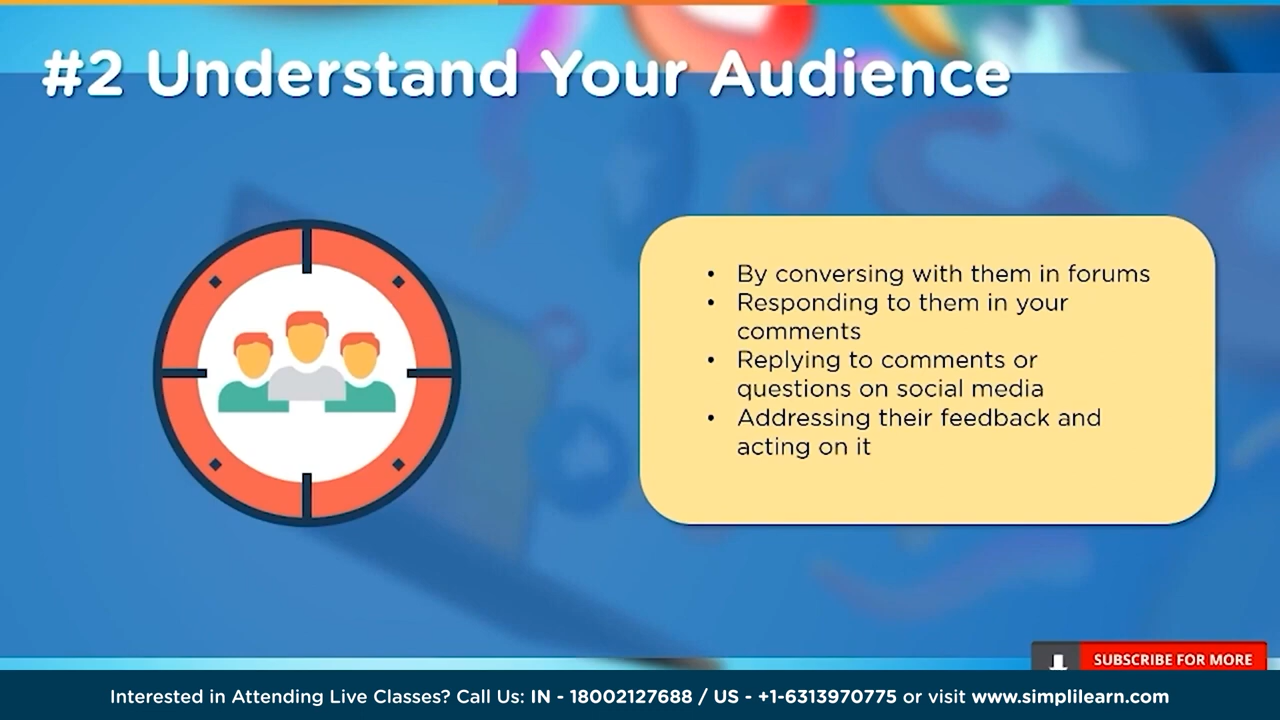 #2 Understand Your Audience
• By conversing with them in forums
• Responding to them in your
comments
• Replying to comments or
questions on social media
• Addressing their feedback and
acting on it
SUBSCRIBE FOR MORE
Interested in Attending Live Classes? Call Us: IN - 18002127688 / US - +1-6313970775 or visit www.simplilearn.com